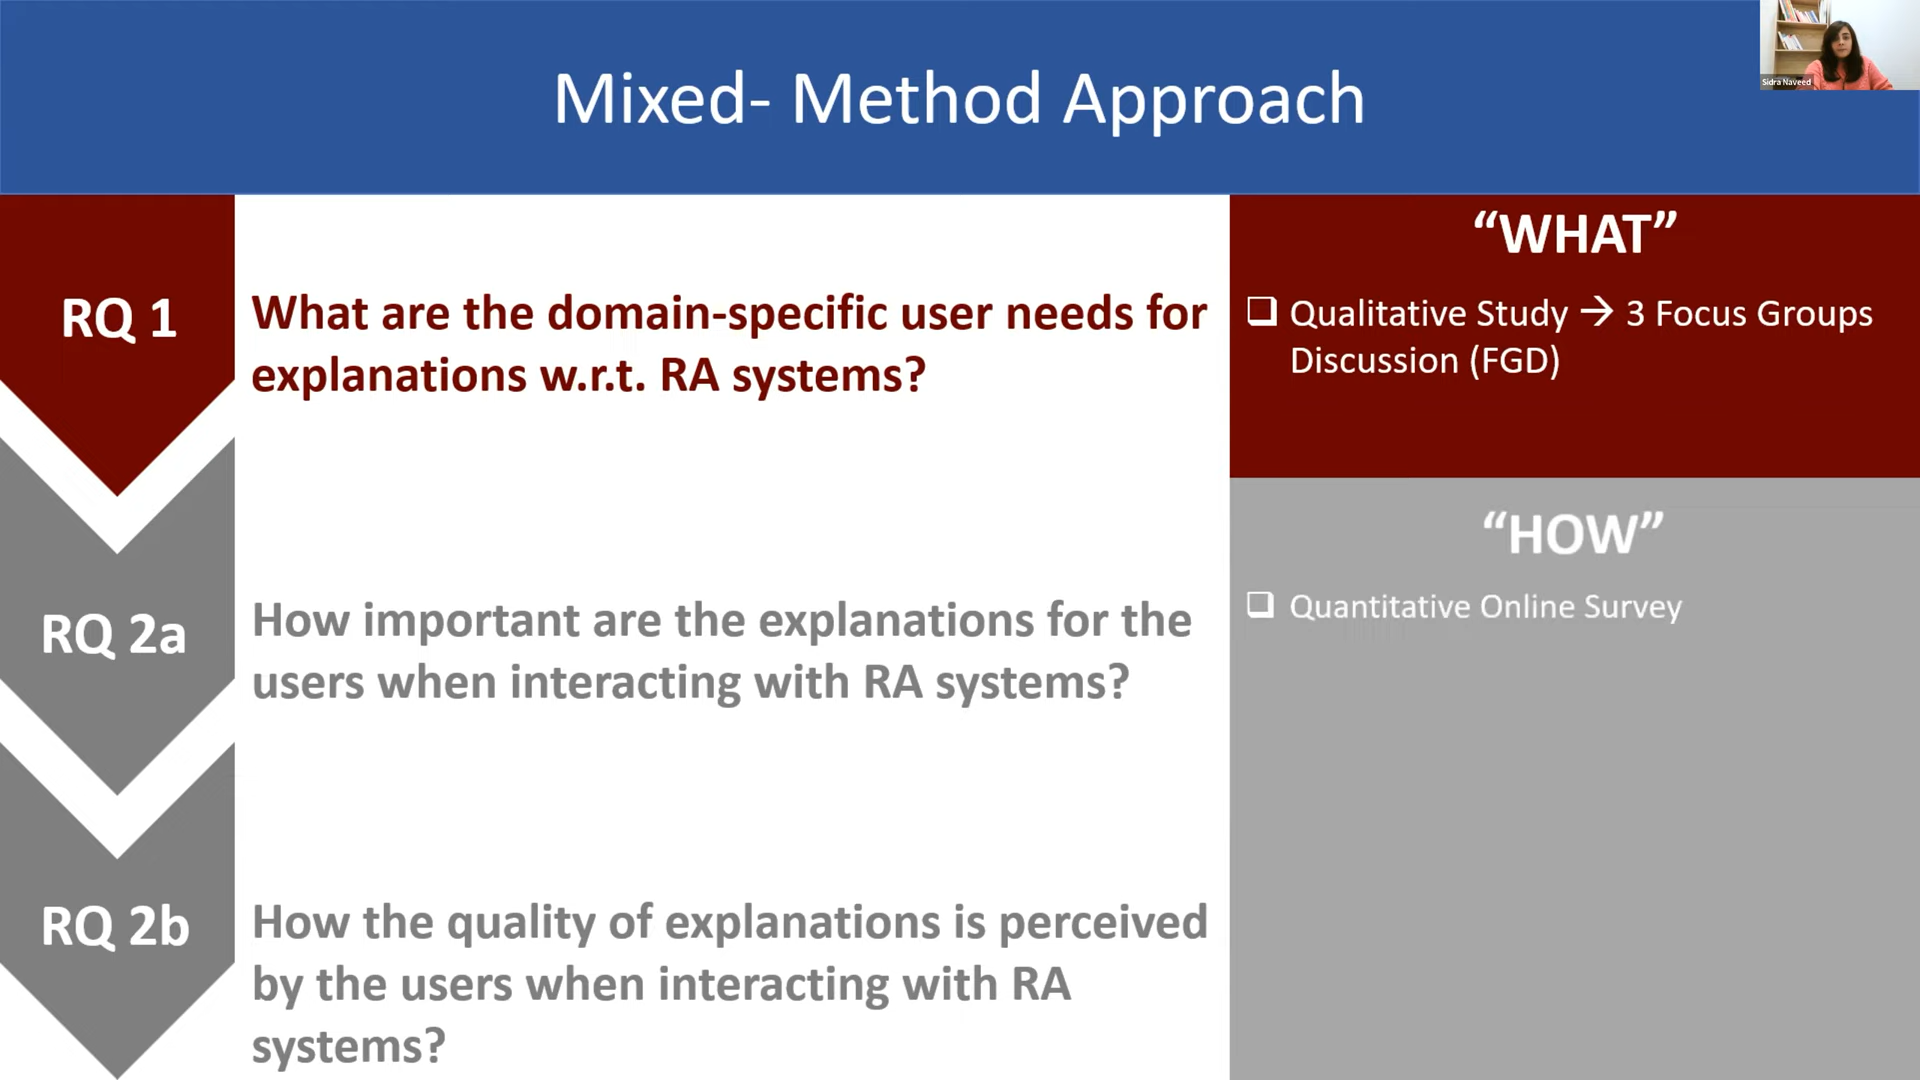 Mixed- Method Approach
Sidra Naveed
RQ 1
What are the domain-specific user needs for
explanations w.r.t. RA systems?
“WHAT”
❑ Qualitative Study → 3 Focus Groups
Discussion (FGD)
RQ 2a
How important are the explanations for the
users when interacting with RA systems?
“HOW”
❑ Quantitative Online Survey
RQ 2b
How the quality of explanations is perceived
by the users when interacting with RA
systems?